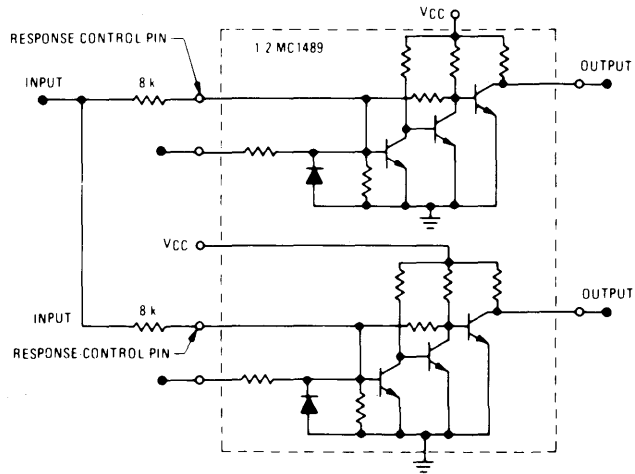 VCC
RESPONSE CONTROL PIN
1 2 MC1489
INPUT
8 k
OUTPUT
VCC
INPUT
8 k
OUTPUT
RESPONSE CONTROL PIN